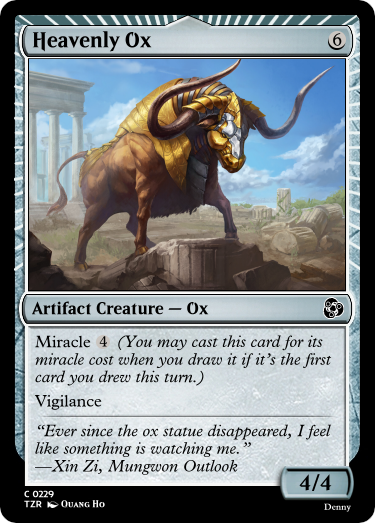 Heavenly Ox 6
Artifact Creature — Ox
Miracle 4 (You may cast this card for its
miracle cost when you draw it if it's the first
card you drew this turn.)
Vigilance
“Ever since the ox statue disappeared, I feel
like something is watching me.”
—Xin Zi, Mungwon Outlook
4/4
C 0229
TZR Quang Ho
Denny